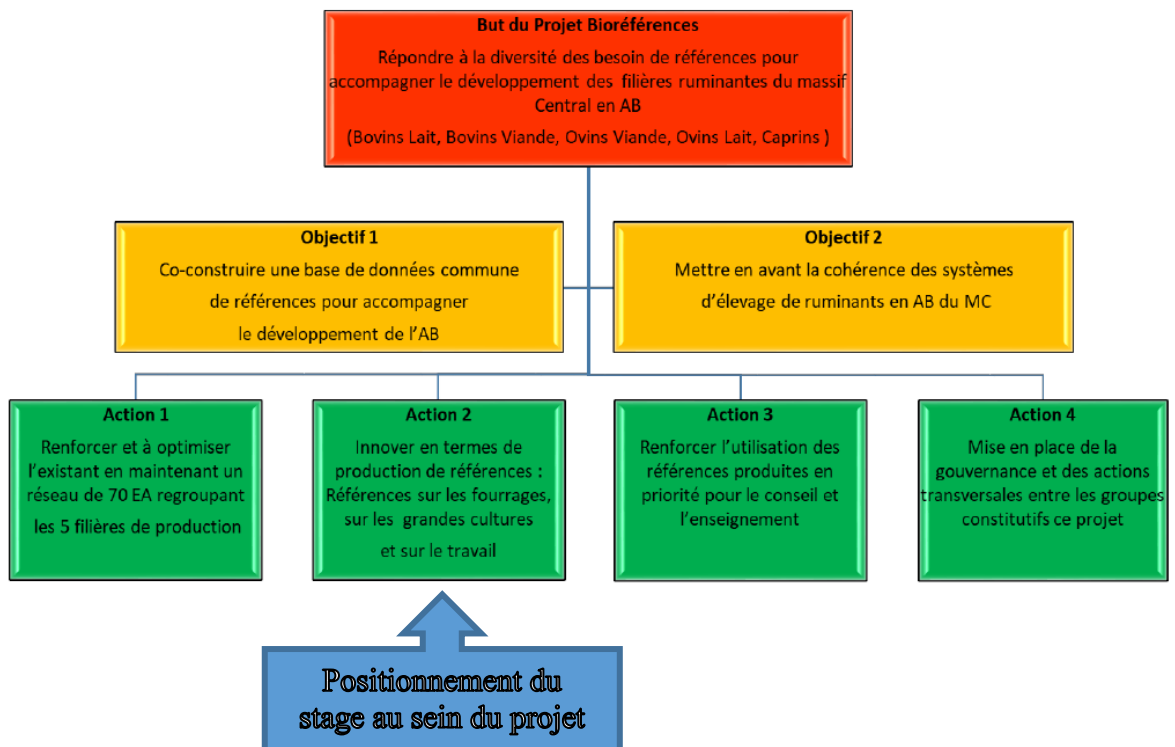 But du Projet Bioréférences
Répondre à la diversité des besoin de références pour
accompagner le développement des filières ruminantes du massif
Central en AB
(Bovins Lait, Bovins Viande, Ovins Viande, Ovins Lait, Caprins )
Objectif 1
Co-construire une base de données commune
de références pour accompagner
le développement de l'AB
Objectif 2
Mettre en avant la cohérence des systèmes
d'élevage de ruminants en AB du MC
Action 1
Renforcer et à optimiser
l'existant en maintenant un
réseau de 70 EA regroupant
les 5 filières de production
Action 2
Innover en termes de
production de références :
Références sur les fourrages,
sur les grandes cultures
et sur le travail
Action 3
Renforcer l'utilisation des
références produites en
priorité pour le conseil et
l'enseignement
Action 4
Mise en place de la
gouvernance et des actions
transversales entre les groupes
constitutifs ce projet
Positionnement du
stage au sein du projet